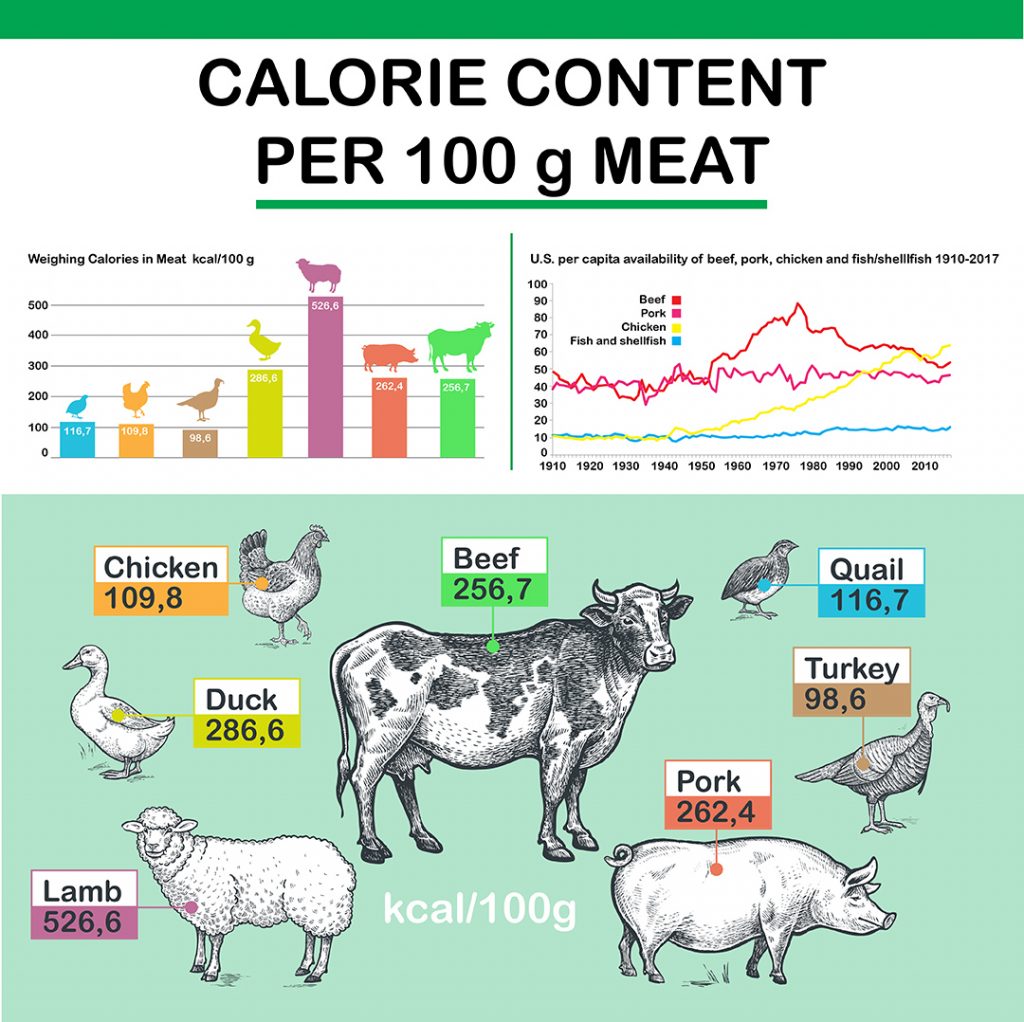 CALORIE CONTENT
PER 100 g MEAT
Weighing Calories in Meat kcal/100 g
500
400
300
200
100
0
116,7
109,8
98,6
286,6
526,6
262,4
256,7
U.S. per capita availability of beef, pork, chicken and fish/shelllfish 1910-2017
100
90
80
70
60
50
40
30
20
10
0
Beef
Pork
Chicken
Fish and shellfish
1910 1920 1930 1940 1950 1960 1970 1980 1990 2000 2010
Chicken
109,8
Beef
256,7
Quail
116,7
Duck
286,6
Turkey
98,6
Pork
262,4
Lamb
526,6
kcal/100g